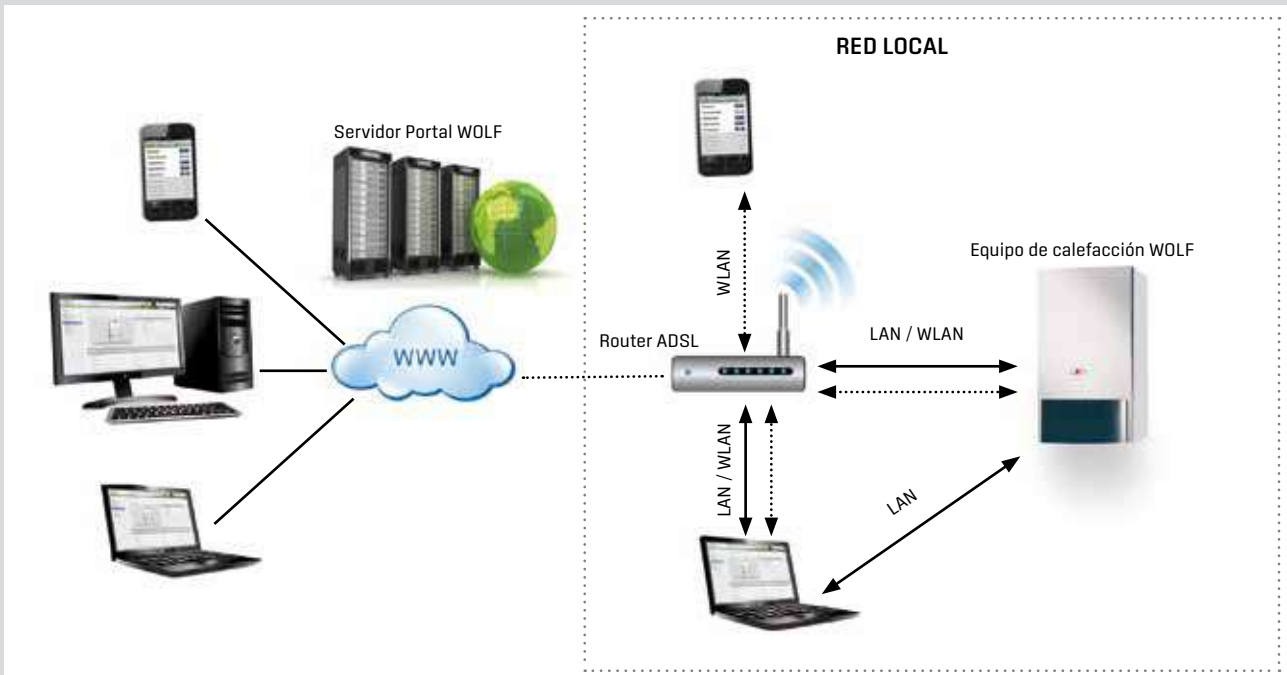 RED LOCAL
Servidor Portal WOLF
Equipo de calefacción WOLF
WLAN
Router ADSL
LAN / WLAN
WWW
LAN / WLAN
LAN